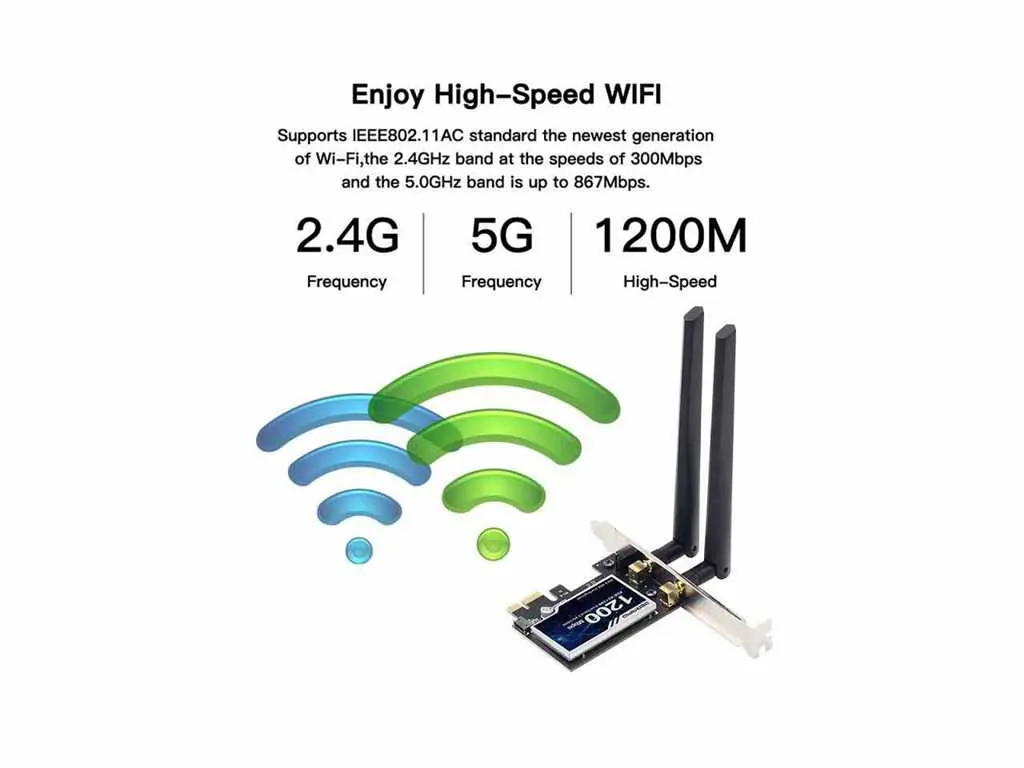 Enjoy High-Speed WIFI
Supports IEEE802.11AC standard the newest generation
of Wi-Fi,the 2.4GHz band at the speeds of 300Mbps
and the 5.0GHz band is up to 867Mbps.
2.4G
5G
1200M
Frequency
Frequency
High-Speed
1200 Mbps